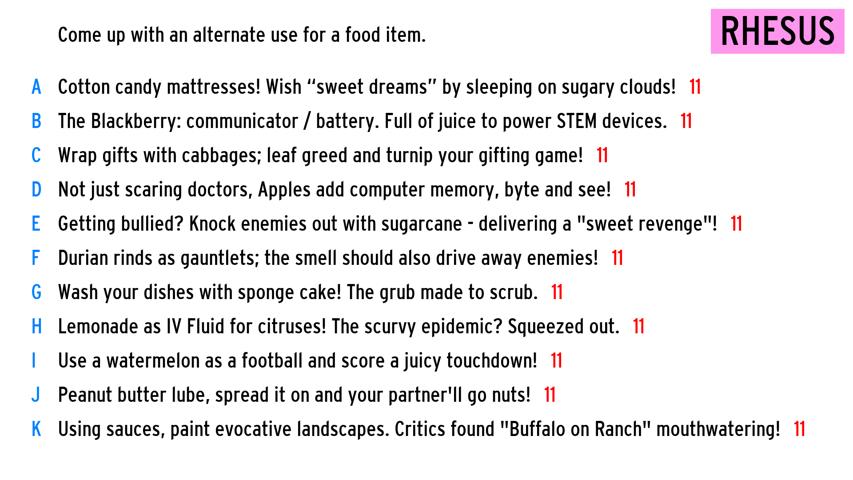 Come up with an alternate use for a food item.
RHESUS
A Cotton candy mattresses! Wish “sweet dreams” by sleeping on sugary clouds! 11
B The Blackberry: communicator / battery. Full of juice to power STEM devices. 11
C Wrap gifts with cabbages; leaf greed and turnip your gifting game! 11
D Not just scaring doctors, Apples add computer memory, byte and see! 11
E Getting bullied? Knock enemies out with sugarcane - delivering a "sweet revenge"! 11
F Durian rinds as gauntlets; the smell should also drive away enemies! 11
G Wash your dishes with sponge cake! The grub made to scrub. 11
H Lemonade as IV Fluid for citruses! The scurvy epidemic? Squeezed out. 11
I Use a watermelon as a football and score a juicy touchdown! 11
J Peanut butter lube, spread it on and your partner'll go nuts! 11
K Using sauces, paint evocative landscapes. Critics found "Buffalo on Ranch" mouthwatering! 11